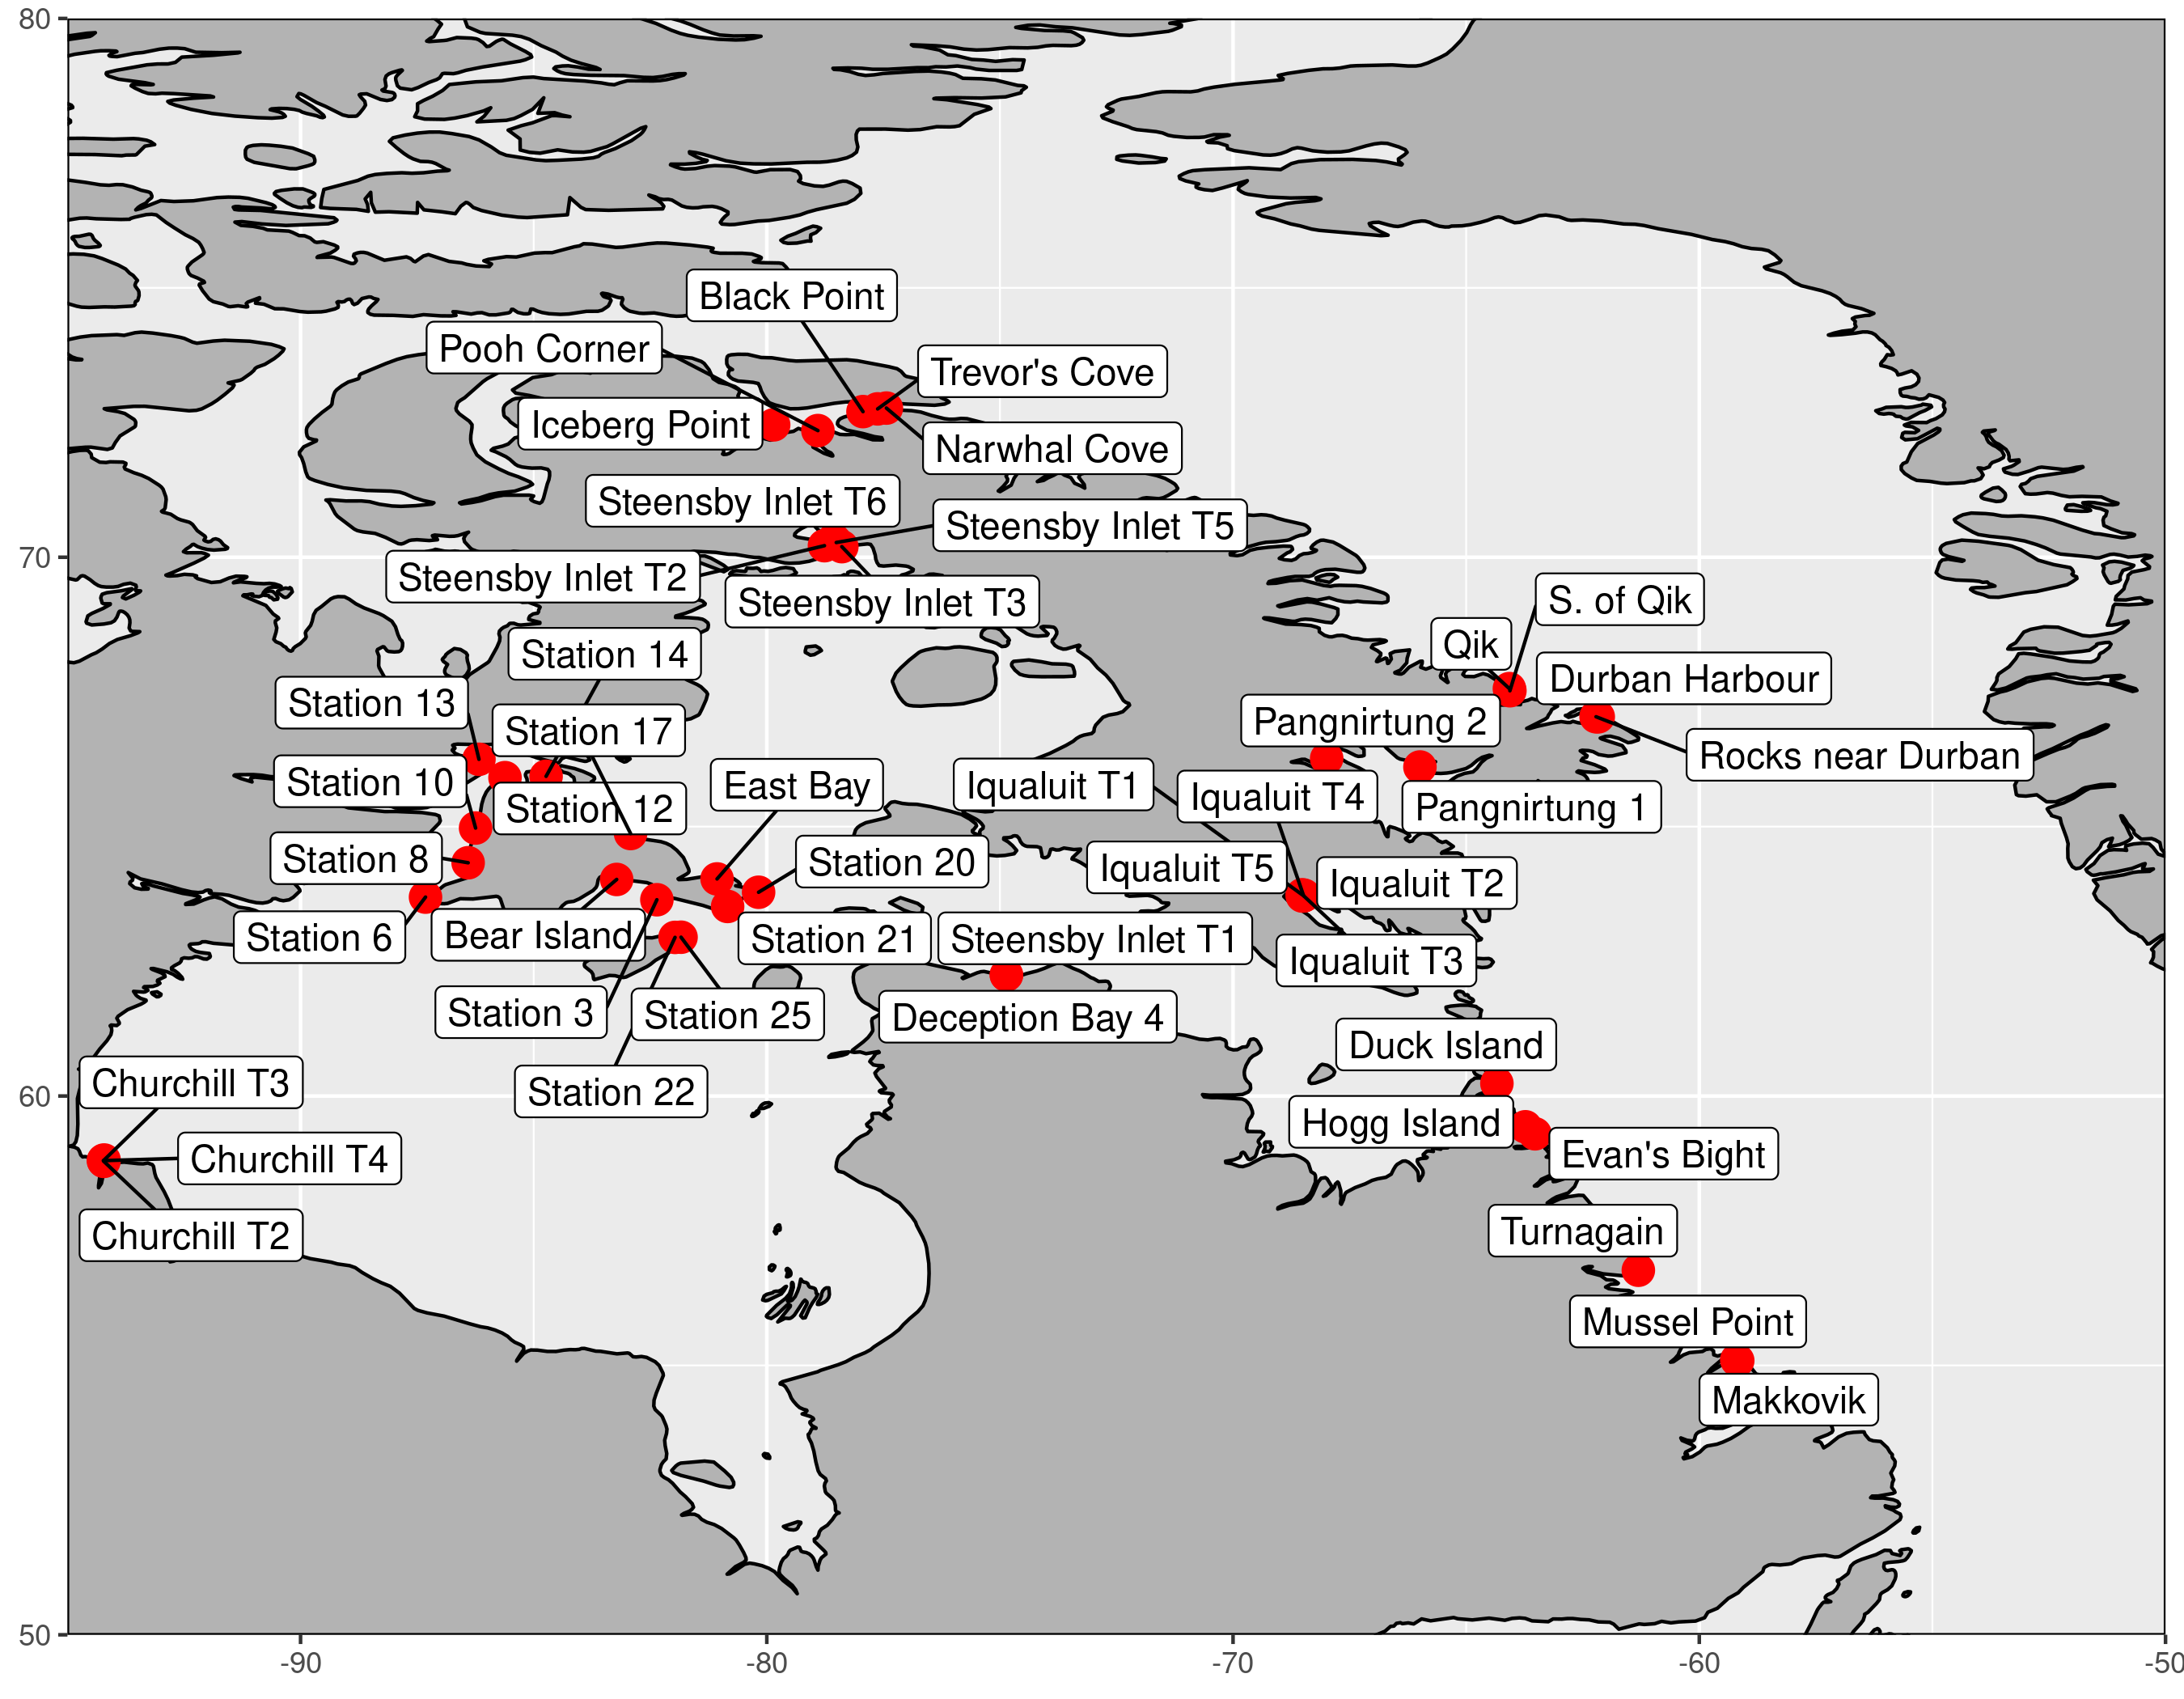 80
Black Point
Pooh Corner
Trevor's Cove
Iceberg Point
Narwhal Cove
Steensby Inlet T6
Steensby Inlet T5
70
Steensby Inlet T2
Steensby Inlet T3
S. of Qik
Qik
Station 14
Durban Harbour
Station 13
Pangnirtung 2
Station 17
Rocks near Durban
Station 10
East Bay
Iqualuit T1
Iqualuit T4
Station 12
Pangnirtung 1
Station 8
Station 20
Iqualuit T5
Iqualuit T2
Station 6
Bear Island
Station 21
Steensby Inlet T1
Iqualuit T3
Station 3
Station 25
Deception Bay 4
Duck Island
Churchill T3
Station 22
60
Hogg Island
Evan's Bight
Churchill T4
Churchill T2
Turnagain
Mussel Point
Makkovik
50
-90
-80
-70
-60
-50